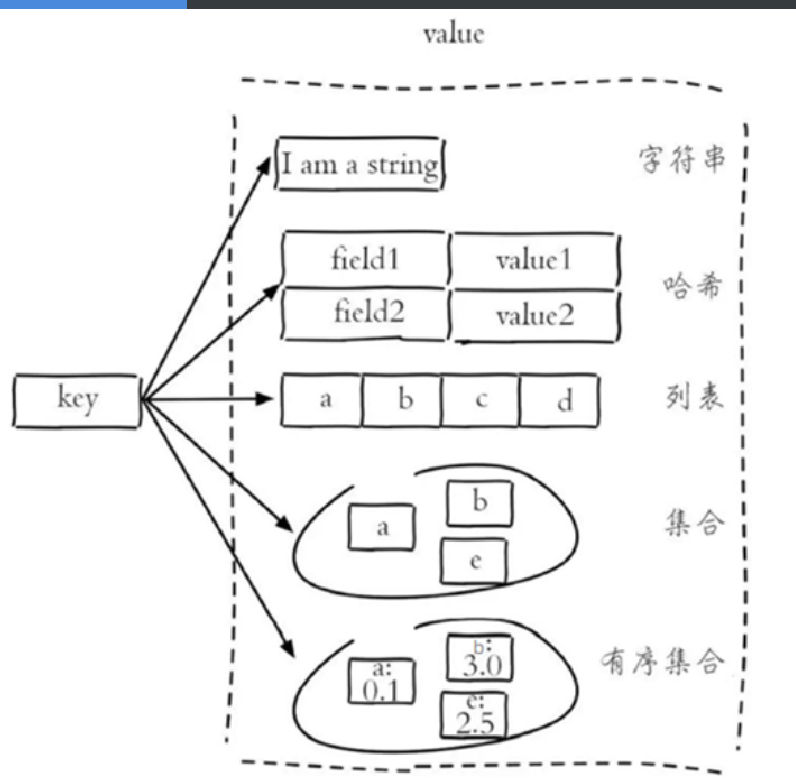 value
I am a string
字符串
field1 value1
哈希
field2 value2
key
a b c d
列表
b
a
集合
e
b:
3.0
有序集合
a:
0.1
e:
2.5